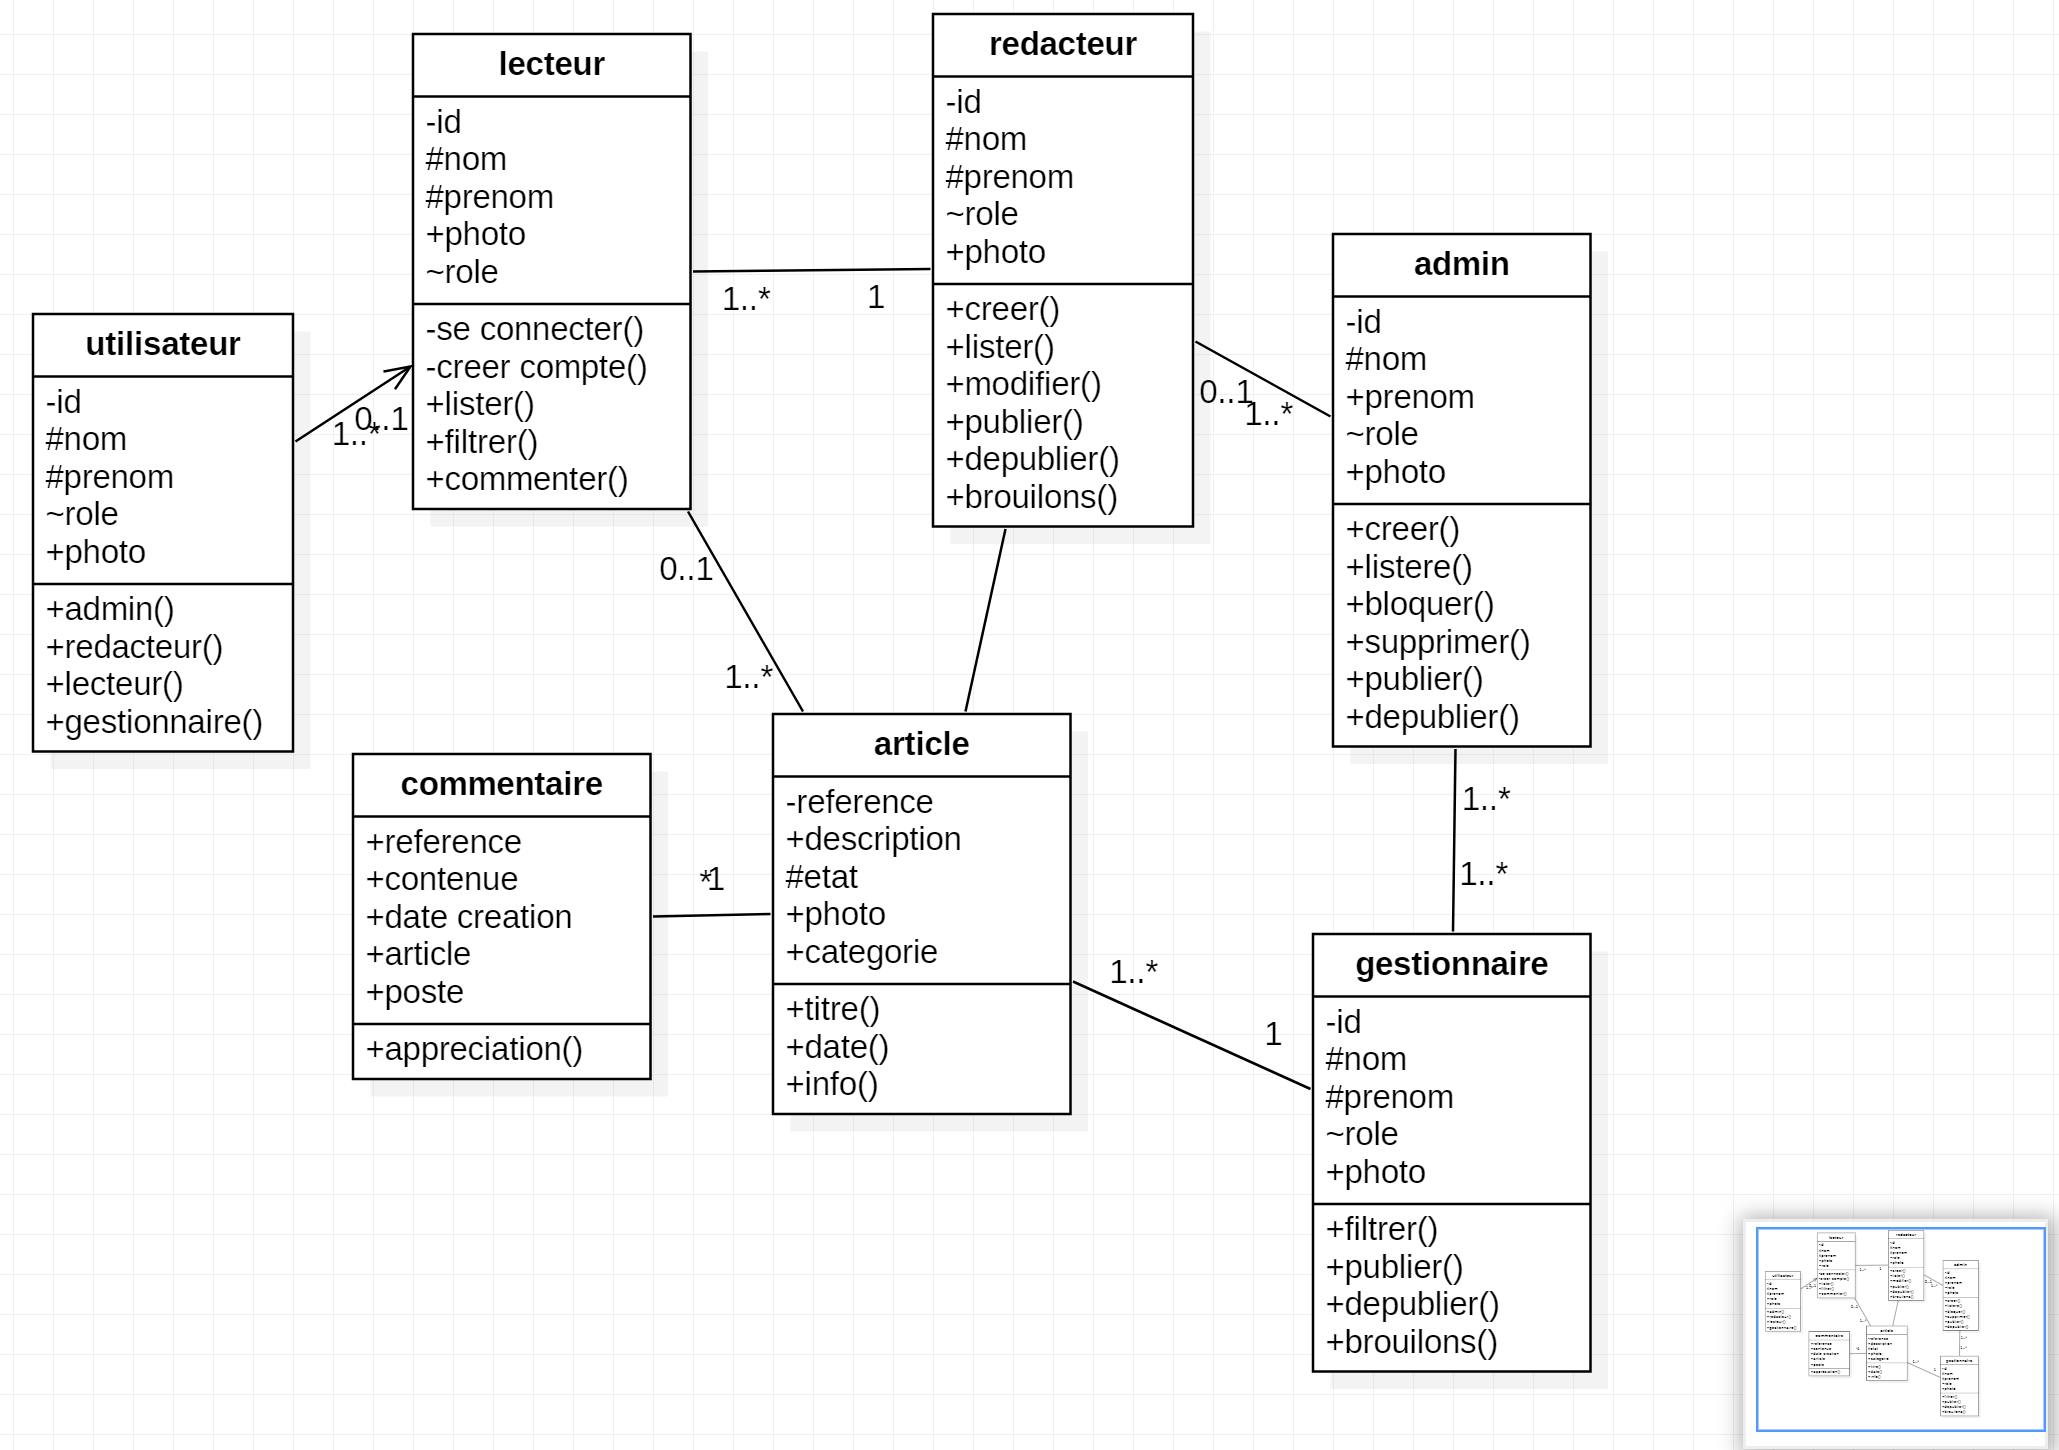 lecteur
-id
#nom
#prenom
+photo
~role
-se connecter()
-creer compte()
+lister()
+filtrer()
+commenter()
redacteur
-id
#nom
#prenom
~role
+photo
+creer()
+lister()
+modifier()
+publier()
+depublier()
+brouilons()
admin
-id
#nom
+prenom
~role
+photo
+creer()
+listere()
+bloquer()
+supprimer()
+publier()
+depublier()
utilisateur
-id
#nom
#prenom
~role
+photo
+admin()
+redacteur()
+lecteur()
+gestionnaire()
1..*
0..1
1..*
1
0..1
1..*
0..1
1..*
commentaire
+reference
+contenue
+date creation
+article
+poste
+appreciation()
*
1
article
-reference
+description
#etat
+photo
+categorie
+titre()
+date()
+info()
1..*
1..*
1..*
1
gestionnaire
-id
#nom
#prenom
~role
+photo
+filtrer()
+publier()
+depublier()
+brouilons()